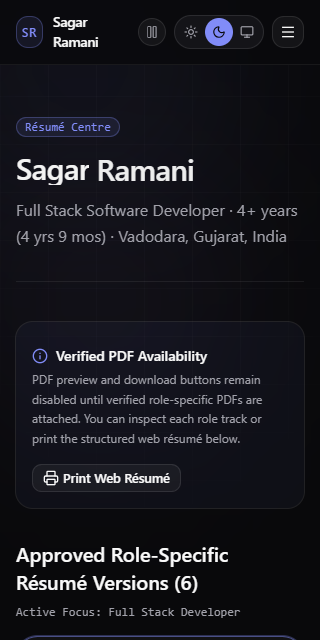 SR
Sagar
Ramani
Résumé Centre
Sagar Ramani
Full Stack Software Developer · 4+ years
(4 yrs 9 mos) · Vadodara, Gujarat, India
Verified PDF Availability
PDF preview and download buttons remain
disabled until verified role-specific PDFs are
attached. You can inspect each role track or
print the structured web résumé below.
Print Web Résumé
Approved Role-Specific
Résumé Versions (6)
Active Focus: Full Stack Developer